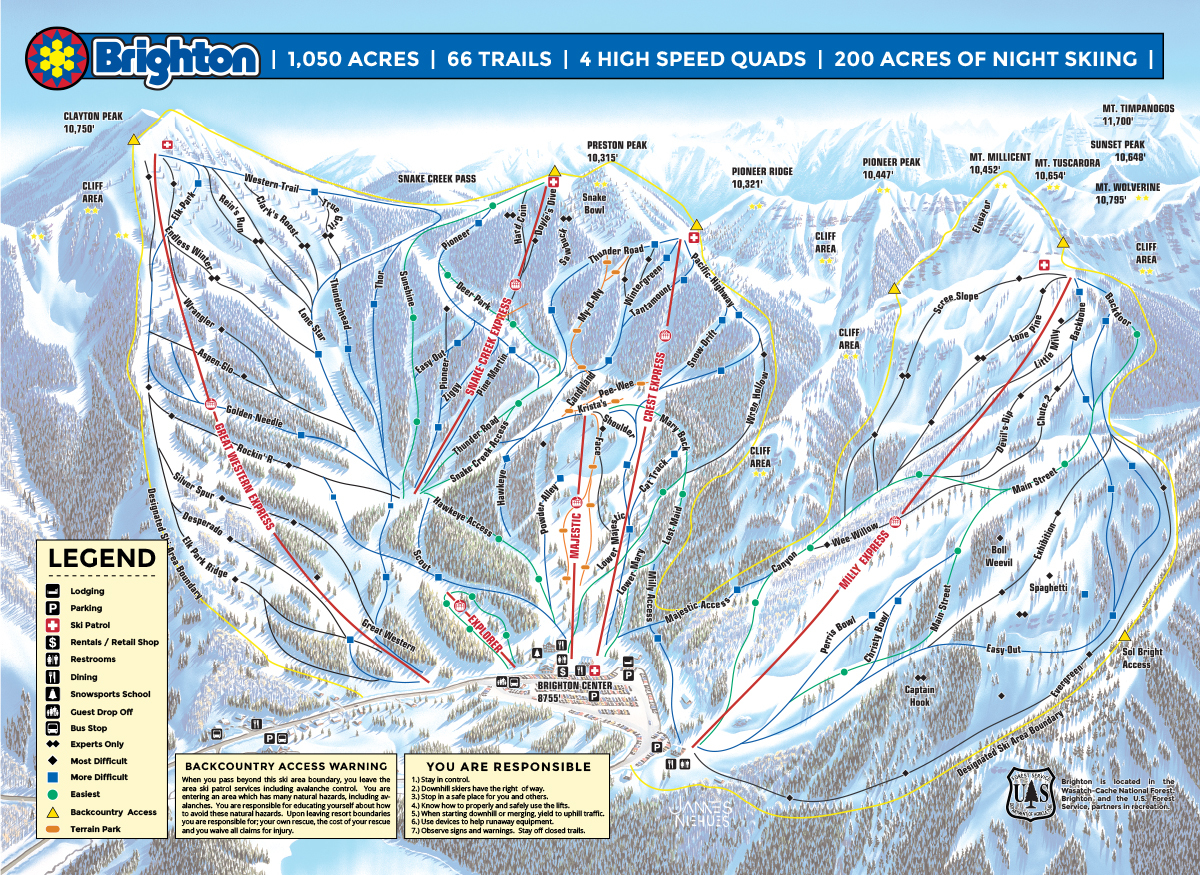 Brighton | 1,050 ACRES | 66 TRAILS | 4 HIGH SPEED QUADS | 200 ACRES OF NIGHT SKIING |
CLAYTON PEAK
10,750'
CLIFF
AREA
SNAKE CREEK PASS
PRESTON PEAK
10,315'
PIONEER RIDGE
10,321'
PIONEER PEAK
10,447'
MT. MILLICENT
10,452'
MT. TIMPANOGOS
11,700'
SUNSET PEAK
10,648'
MT. TUSCARORA
10,654'
MT. WOLVERINE
10,795'
CLIFF
AREA
CLIFF
AREA
CLIFF
AREA
CLIFF
AREA
Western Trail
Elk Park
Rein's Run
Clark's Roost
True Grit
Endless Winter
Wrangler
Aspen Glo
Golden Needle
Rockin' R
Silver Spur
Desperado
Elk Park Ridge
Designated Ski Area Boundary
GREAT WESTERN EXPRESS
Great Western
Lone Star
Thunderhead
Thor
Sunshine
Pioneer
Hard Coin
Doyle's Dive
Sawbuck
Snake
Bowl
Deer Park
Easy Out
Pioneer
Ziggy
Pine Martin
SNAKE CREEK EXPRESS
Thunder Road
Snake Creek Access
Hawkeye Access
Hawkeye
Scout
EXPLORER
Thunder Road
My-O-My
Wintergreen
Tantamount
Pacific Highway
Snow Drift
Wren Hollow
Candyland
Pee-Wee
Krista's
Shoulder
Face
CREST EXPRESS
Mary Back
Cat Track
Lost Maid
Pawpaw Alley
MAJESTIC
Lower Majestic
Lower Mary
Milly Access
Majestic Access
BRIGHTON CENTER
8755'
Elevator
Scree Slope
Lone Pine
Little Milly
Backbone
Backdoor
Devil's Dip
Chute 2
Main Street
Canyon
Wee-Willow
MILLY EXPRESS
Boll
Weevil
Exhibition
Spaghetti
Main Street
Perris Bowl
Christy Bowl
Easy-Out
Captain
Hook
Evergreen
Sol Bright
Access
Designated Ski Area Boundary
LEGEND
Lodging
Parking
Ski Patrol
Rentals / Retail Shop
Restrooms
Dining
Snowsports School
Guest Drop Off
Bus Stop
Experts Only
Most Difficult
More Difficult
Easiest
Backcountry Access
Terrain Park
BACKCOUNTRY ACCESS WARNING
When you pass beyond this ski area boundary, you leave the
area ski patrol services including avalanche control. You are
entering an area which has many natural hazards, including av-
alanches. You are responsible for educating yourself about how
to avoid these natural hazards. Upon leaving resort boundaries
you are responsible for; your own rescue, the cost of your rescue
and you waive all claims for injury.
YOU ARE RESPONSIBLE
1.) Stay in control.
2.) Downhill skiers have the right of way.
3.) Stop in a safe place for you and others.
4.) Know how to properly and safely use the lifts.
5.) When starting downhill or merging, yield to uphill traffic.
6.) Use devices to help runaway equipment.
7.) Observe signs and warnings. Stay off closed trails.
JAMES
NIEHUES
FOREST SERVICE
U S
DEPARTMENT OF AGRICULTURE
Brighton is located in the
Wasatch-Cache National Forest.
Brighton and the U.S. Forest
Service, partners in recreation.